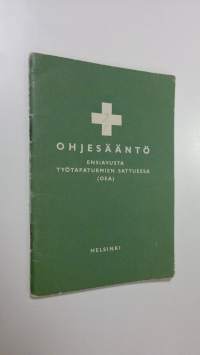 OHJESÄÄNTÖ
ENSIAVUSTA
TYÖTAPATURMIEN SATTUESSA
(OEA)
HELSINKI